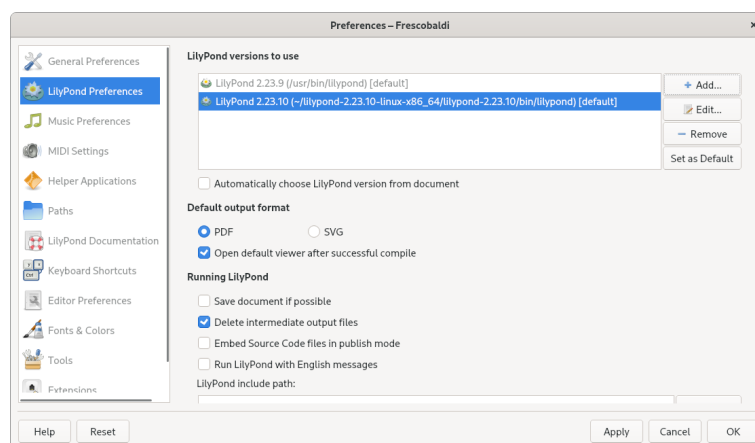 Preferences – Frescobaldi
General Preferences
LilyPond Preferences
Music Preferences
MIDI Settings
Helper Applications
Paths
LilyPond Documentation
Keyboard Shortcuts
Editor Preferences
Fonts & Colors
Tools
Extensions
LilyPond versions to use
LilyPond 2.23.9 (/usr/bin/lilypond) [default]
LilyPond 2.23.10 (~/lilypond-2.23.10-linux-x86_64/lilypond-2.23.10/bin/lilypond) [default]
Add...
Edit...
Remove
Set as Default
Automatically choose LilyPond version from document
Default output format
PDF SVG
Open default viewer after successful compile
Running LilyPond
Save document if possible
Delete intermediate output files
Embed Source Code files in publish mode
Run LilyPond with English messages
LilyPond include path:
Help Reset Apply Cancel OK